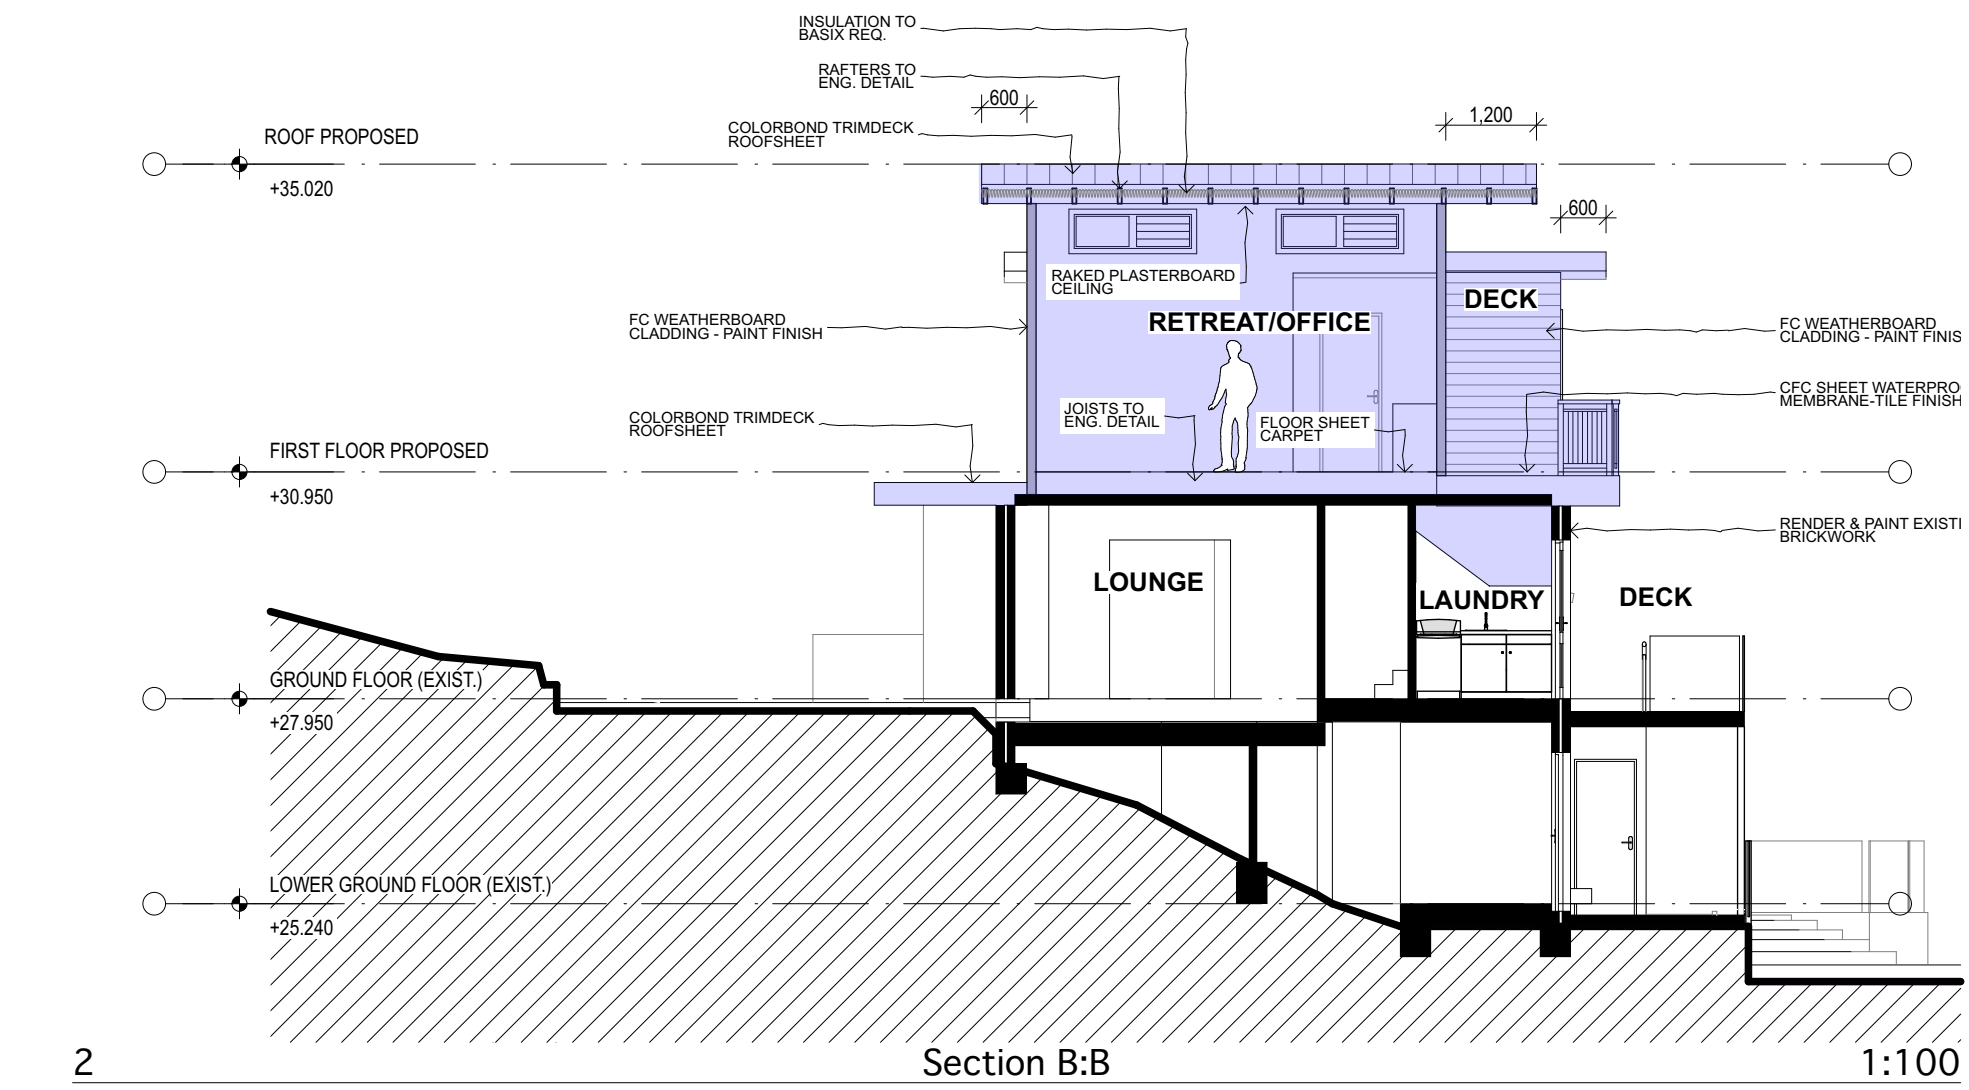 INSULATION TO
BASIX REQ.
RAFTERS TO
ENG. DETAIL
600
COLORBOND TRIMDECK
ROOFSHEET
1,200
ROOF PROPOSED
+35.020
600
RAKED PLASTERBOARD
CEILING
DECK
RETREAT/OFFICE
FC WEATHERBOARD
CLADDING - PAINT FINISH
FC WEATHERBOARD
CLADDING - PAINT FINIS
COLORBOND TRIMDECK
ROOFSHEET
JOISTS TO
ENG. DETAIL
FLOOR SHEET
CARPET
CFC SHEET WATERPRO
MEMBRANE-TILE FINISH
FIRST FLOOR PROPOSED
+30.950
RENDER & PAINT EXISTI
BRICKWORK
LOUNGE
LAUNDRY
DECK
GROUND FLOOR (EXIST.)
+27.950
LOWER GROUND FLOOR (EXIST.)
+25.240
2
Section B:B
1:100